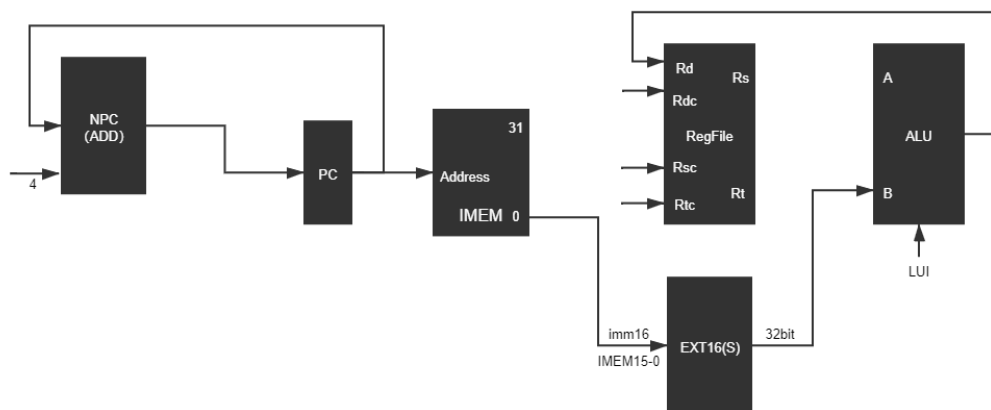 NPC
(ADD)
4
PC
31
Address
IMEM 0
Rd
Rs
Rdc
RegFile
Rsc
Rt
Rtc
A
ALU
B
LUI
imm16
IMEM15-0
EXT16(S)
32bit